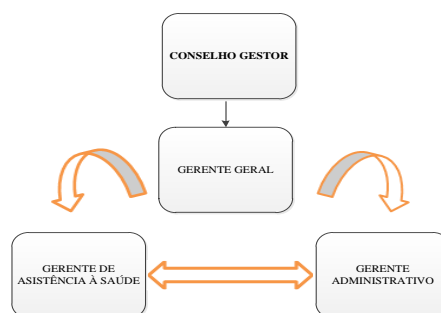 CONSELHO GESTOR
GERENTE GERAL
GERENTE DE
ASISTÊNCIA À SAÚDE
GERENTE
ADMINISTRATIVO